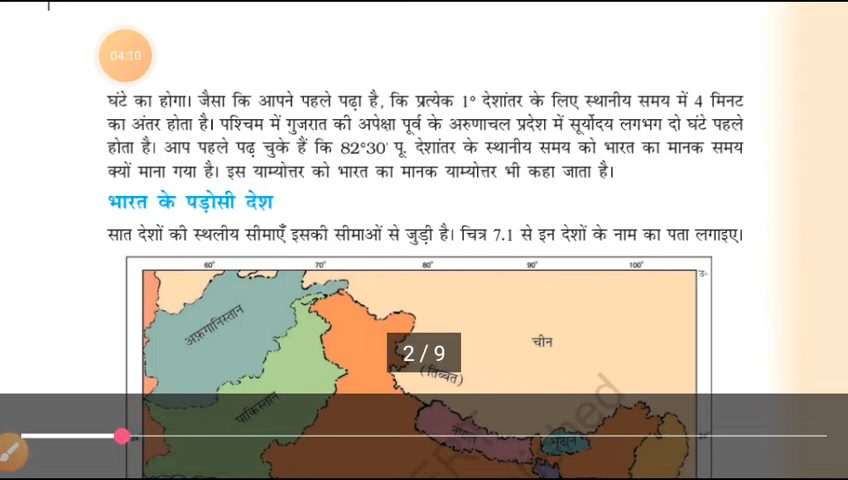 04:10
घंटे का होगा। जैसा कि आपने पहले पढ़ा है, कि प्रत्येक 1° देशांतर के लिए स्थानीय समय में 4 मिनट
का अंतर होता है। पश्चिम में गुजरात की अपेक्षा पूर्व के अरुणाचल प्रदेश में सूर्योदय लगभग दो घंटे पहले
होता है। आप पहले पढ़ चुके हैं कि 82°30' पू. देशांतर के स्थानीय समय को भारत का मानक समय
क्यों माना गया है। इस याम्योत्तर को भारत का मानक याम्योत्तर भी कहा जाता है।
भारत के पड़ोसी देश
सात देशों की स्थलीय सीमाएँ इसकी सीमाओं से जुड़ी है। चित्र 7.1 से इन देशों के नाम का पता लगाइए।
60° 70° 80° 90° 100°
उ॰
अफ़गानिस्तान
चीन
2 / 9
(तिब्बत)
पाकिस्तान
नेपाल
भूटान